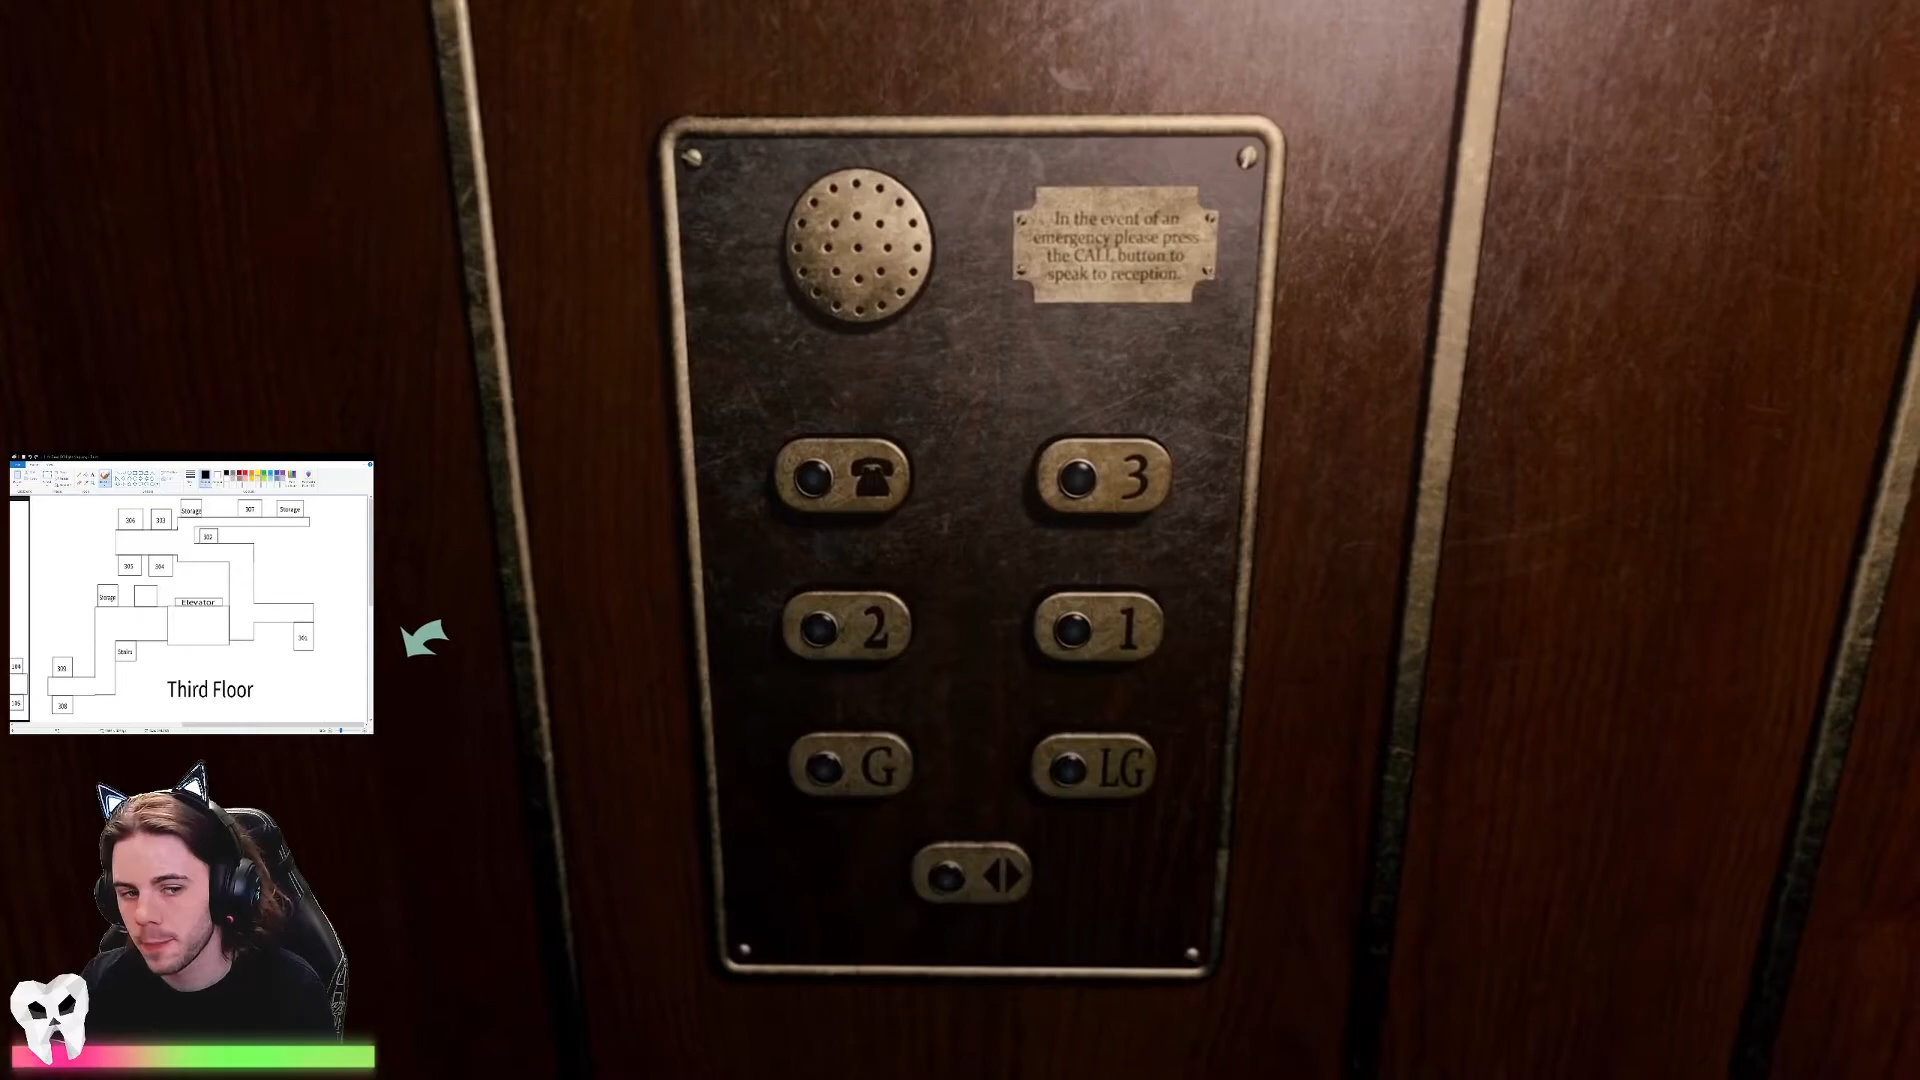 In the event of an
emergency please press
the CALL button to
speak to reception.
3
2
1
G
LG
306
303
Storage
307
Storage
302
305
304
Storage
Elevator
301
Stairs
309
308
Third Floor
104